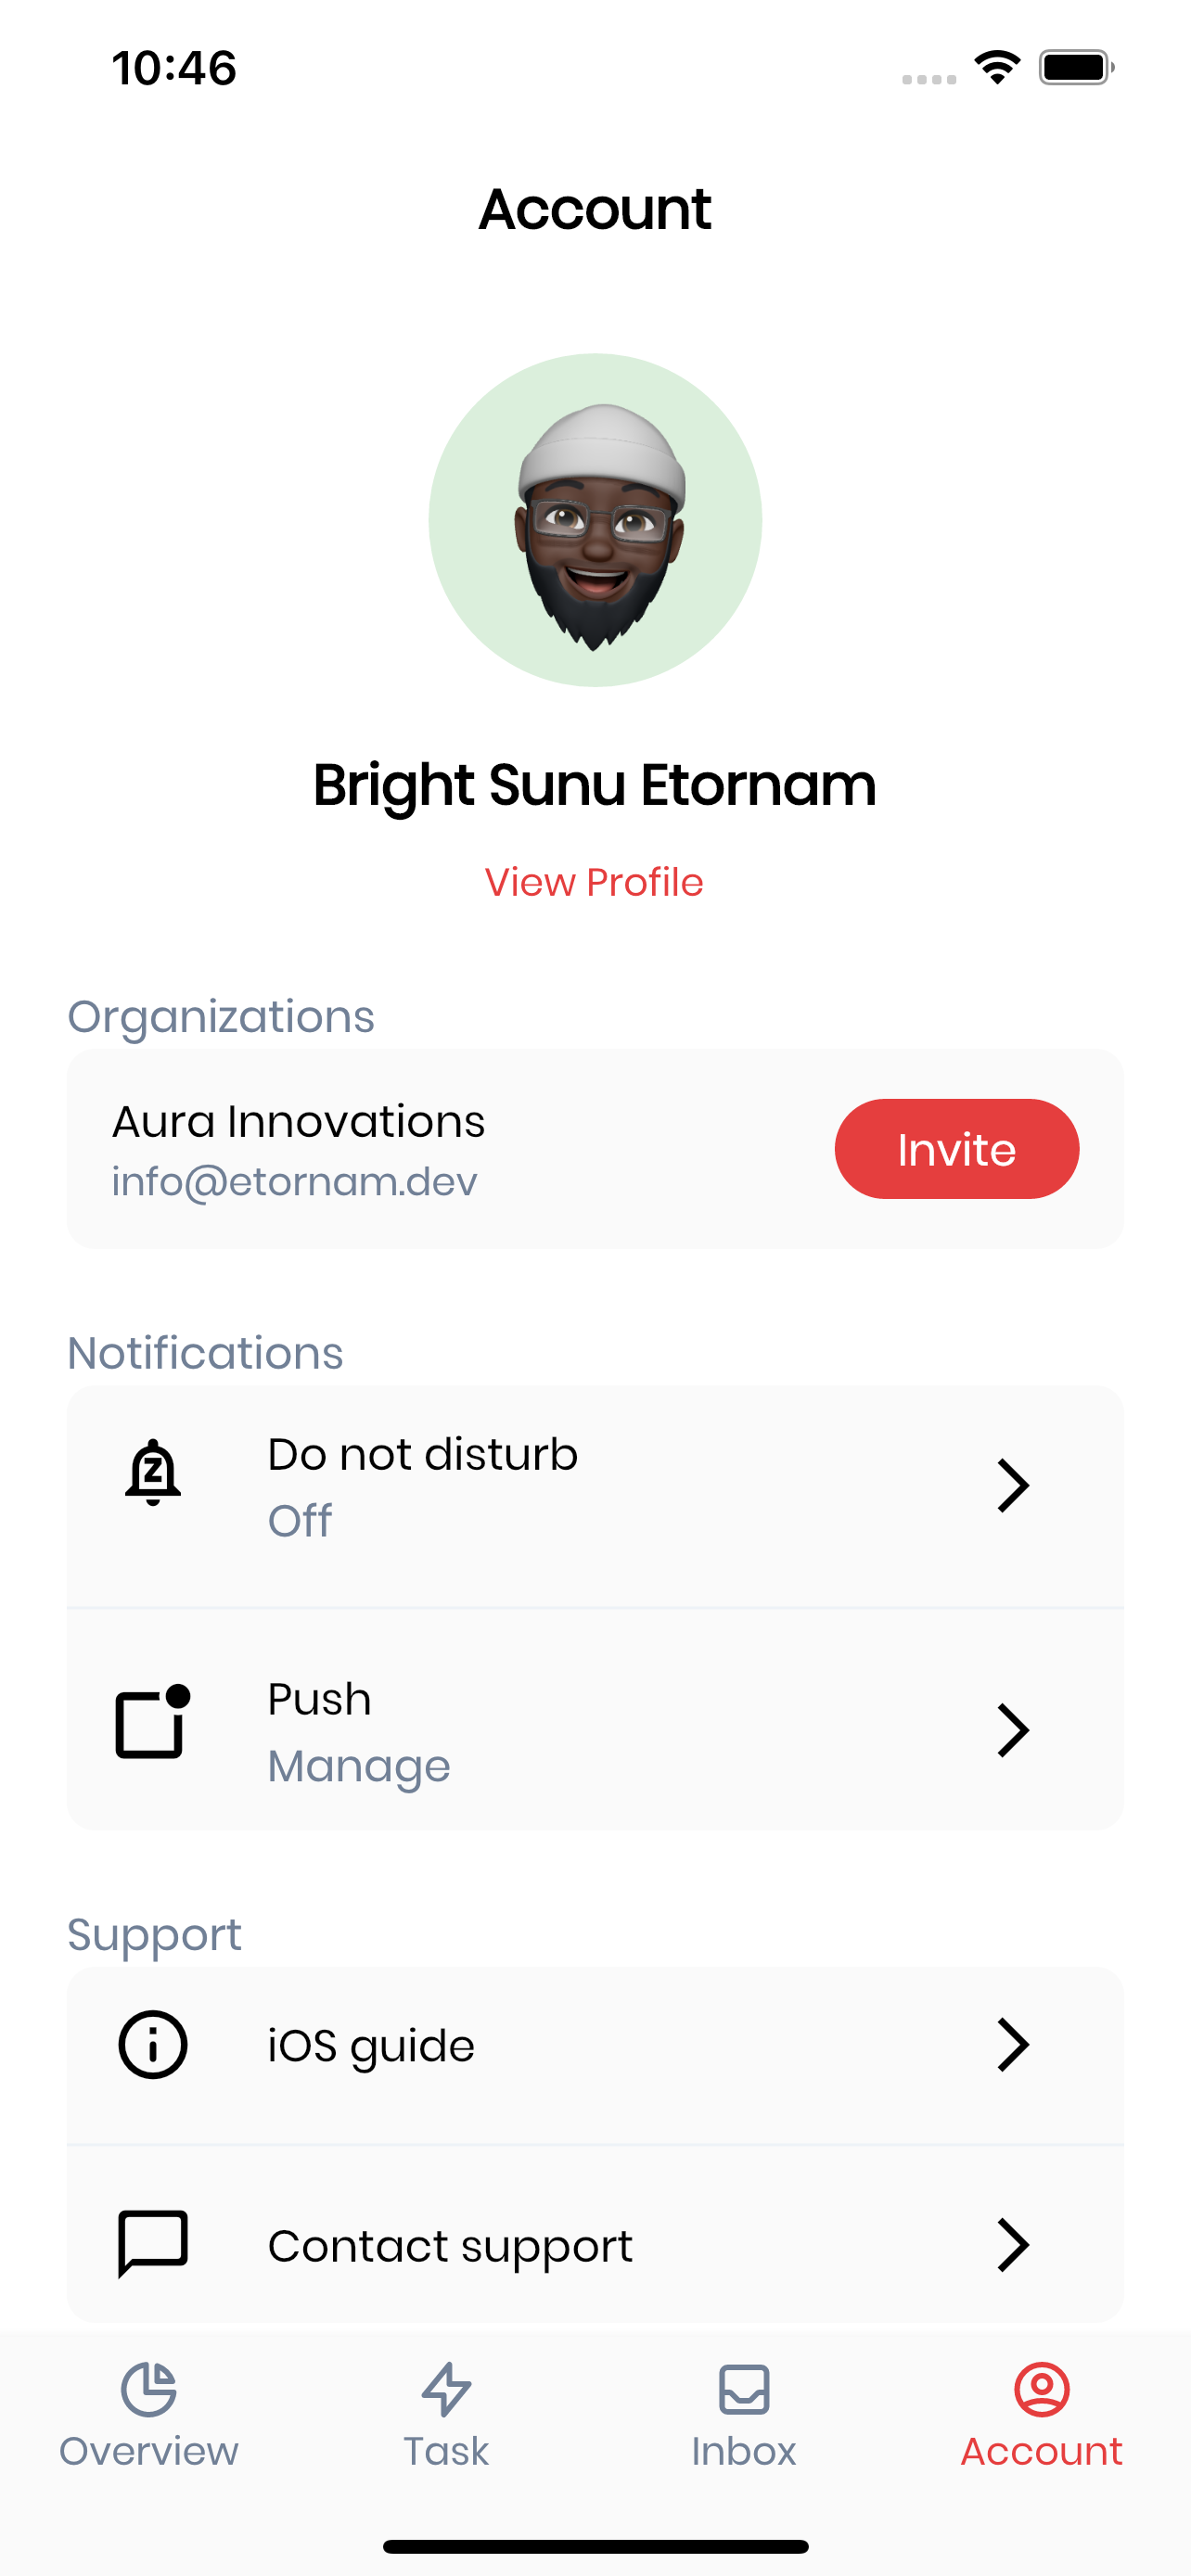 10:46
Account
Bright Sunu Etornam
View Profile
Organizations
Aura Innovations
info@etornam.dev
Invite
Notifications
Do not disturb
Off
Push
Manage
Support
iOS guide
Contact support
Overview
Task
Inbox
Account